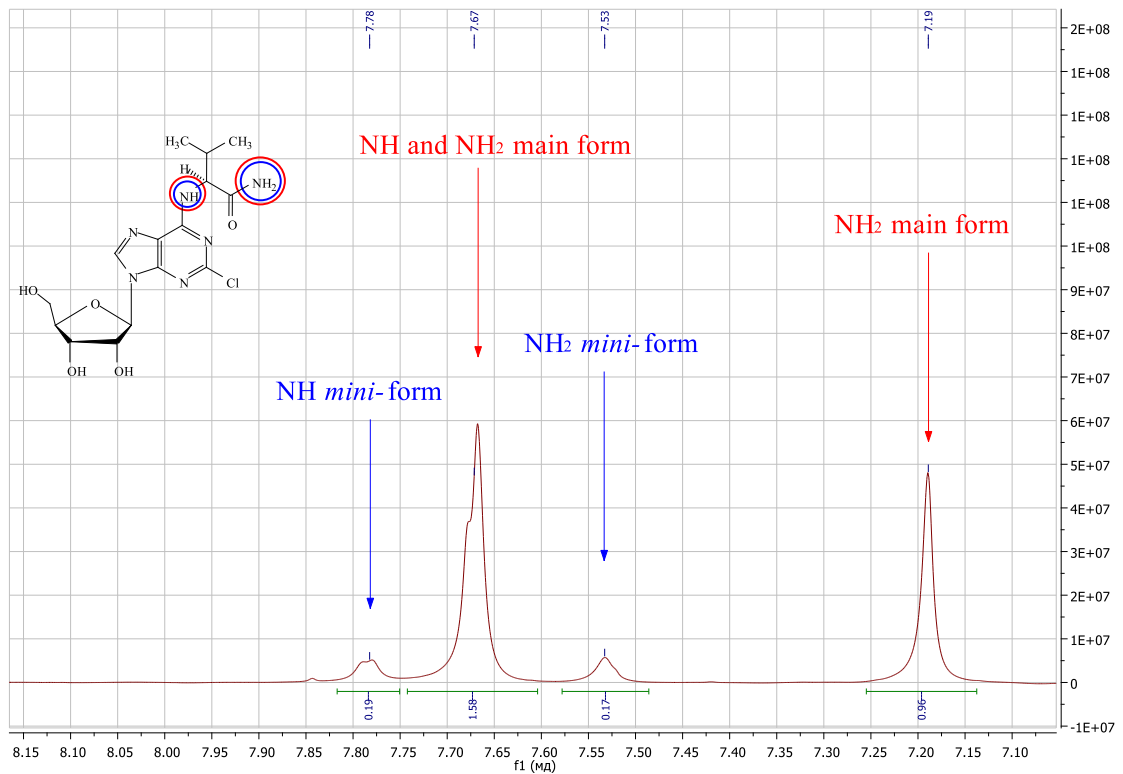 7.78
7.67
7.53
7.19
2E+08
1E+08
1E+08
1E+08
1E+08
1E+08
9E+07
8E+07
7E+07
6E+07
5E+07
4E+07
3E+07
2E+07
1E+07
0
-1E+07
NH and NH2 main form
NH2 main form
NH2 mini-form
NH mini-form
H3C
CH3
H
NH
NH2
O
N
N
N
N
Cl
HO
O
OH
OH
0.19
1.58
0.17
0.96
8.15 8.10 8.05 8.00 7.95 7.90 7.85 7.80 7.75 7.70 7.65 7.60 7.55 7.50 7.45 7.40 7.35 7.30 7.25 7.20 7.15 7.10
f1 (мд)